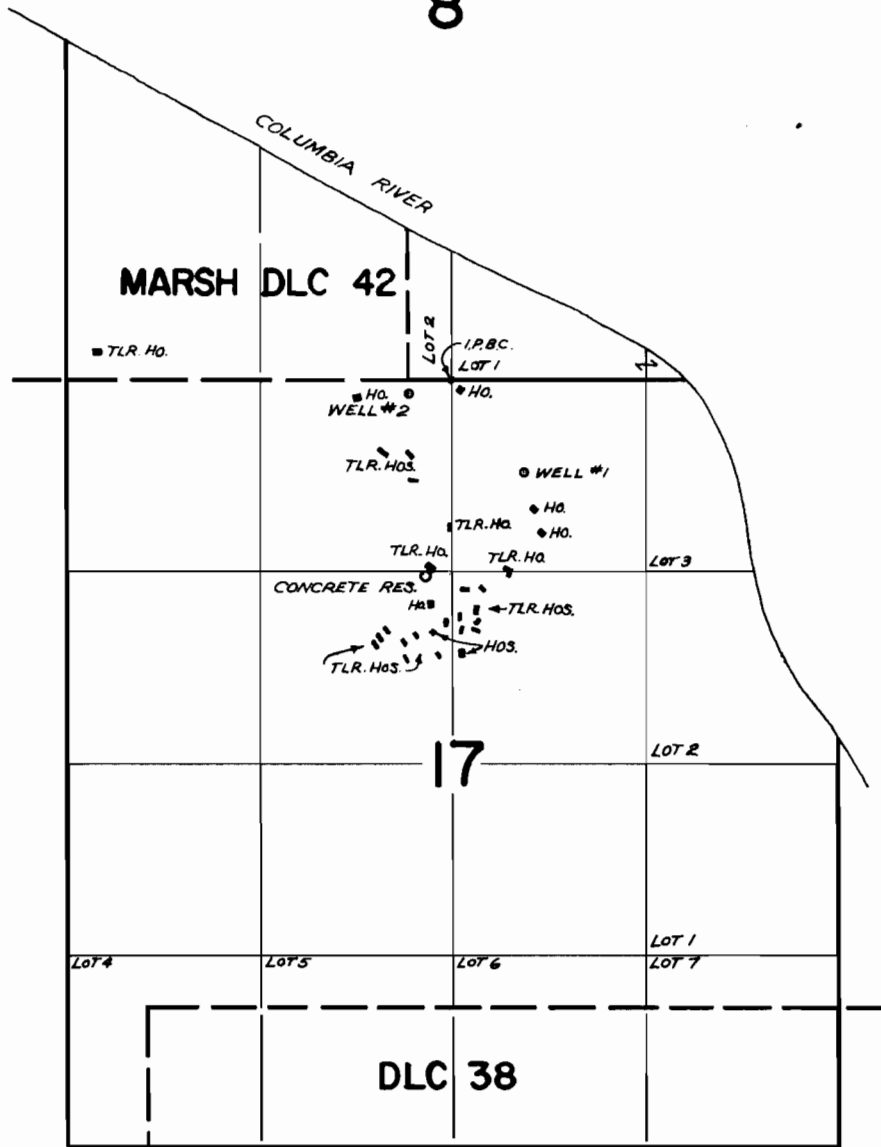 8
COLUMBIA RIVER
MARSH DLC 42
LOT 2
I.P.B.C.
LOT 1
TLR. HO.
HO.
WELL #2
HO.
TLR. HOS.
WELL #1
HO.
HO.
TLR. HO.
TLR. HO.
TLR. HO.
LOT 3
CONCRETE RES.
HO.
TLR. HOS.
HOS.
TLR. HOS.
17
LOT 2
LOT 1
LOT 4
LOT 5
LOT 6
LOT 7
DLC 38